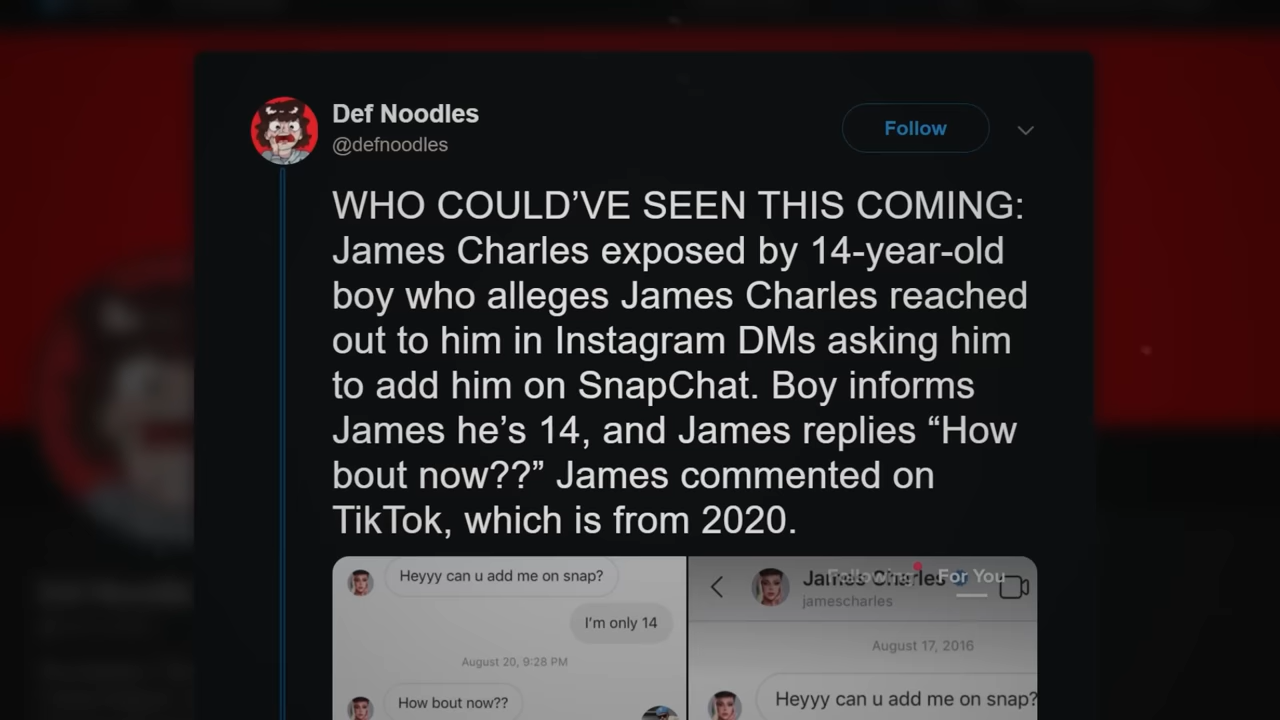 Def Noodles
@defnoodles
Follow
WHO COULD’VE SEEN THIS COMING:
James Charles exposed by 14-year-old
boy who alleges James Charles reached
out to him in Instagram DMs asking him
to add him on SnapChat. Boy informs
James he’s 14, and James replies “How
bout now??” James commented on
TikTok, which is from 2020.
Heyyy can u add me on snap?
I'm only 14
August 20, 9:28 PM
How bout now??
James Charles
Following
For You
jamescharles
August 17, 2016
Heyyy can u add me on snap?